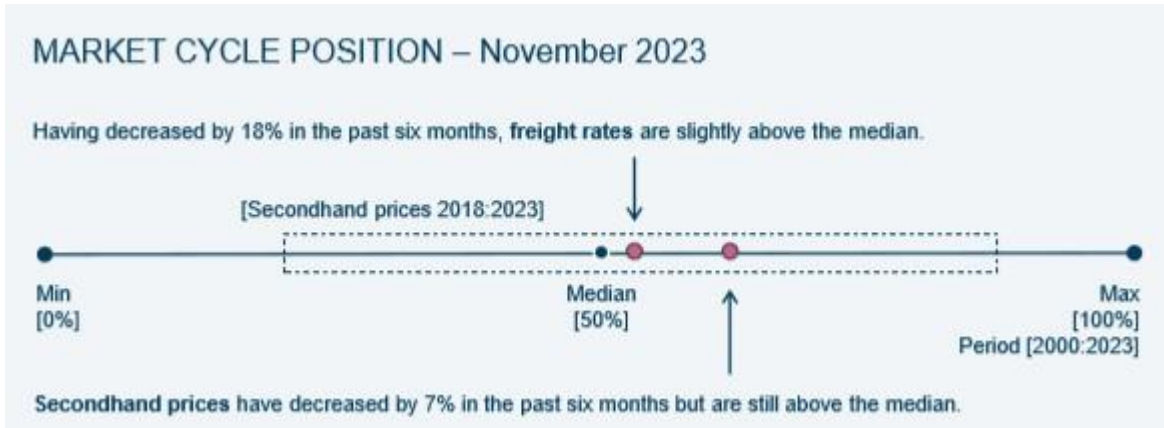 MARKET CYCLE POSITION – November 2023
Having decreased by 18% in the past six months, freight rates are slightly above the median.
[Secondhand prices 2018:2023]
Min
[0%]
Median
[50%]
Max
[100%]
Period [2000:2023]
Secondhand prices have decreased by 7% in the past six months but are still above the median.